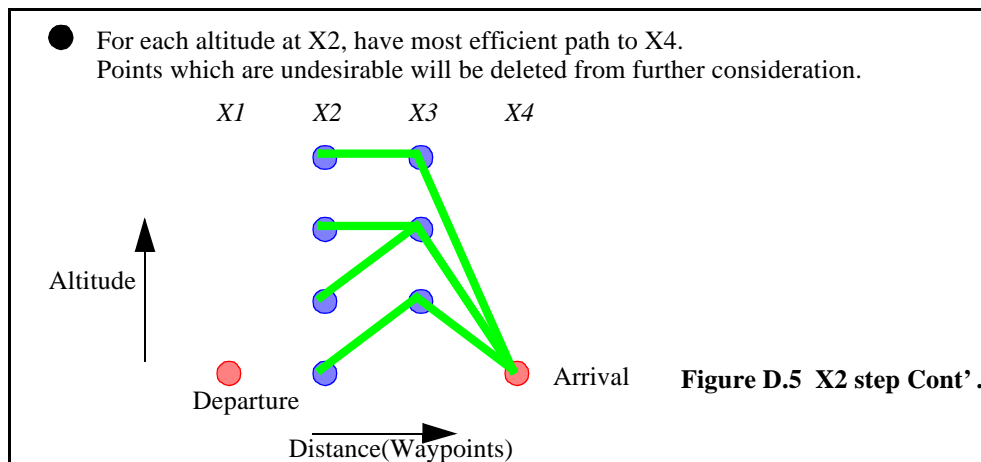 For each altitude at X2, have most efficient path to X4.
Points which are undesirable will be deleted from further consideration.
X1 X2 X3 X4
Altitude
Arrival
Figure D.5 X2 step Cont' .
Departure
Distance(Waypoints)